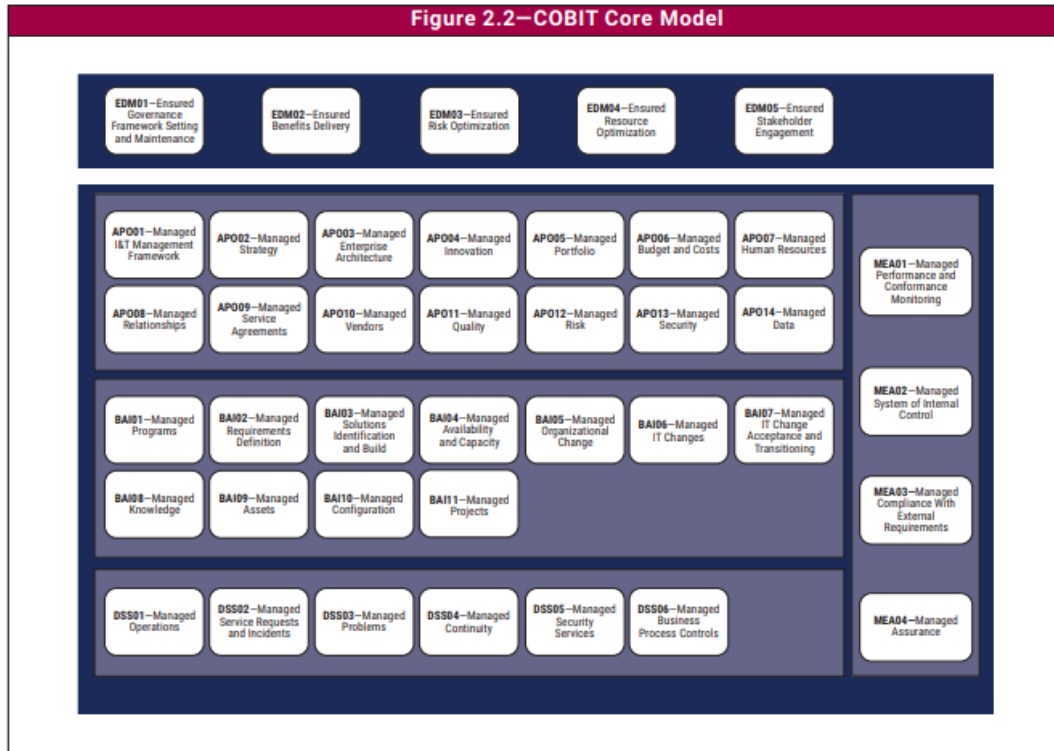 Figure 2.2—COBIT Core Model
EDM01—Ensured
Governance
Framework Setting
and Maintenance
EDM02—Ensured
Benefits Delivery
EDM03—Ensured
Risk Optimization
EDM04—Ensured
Resource
Optimization
EDM05—Ensured
Stakeholder
Engagement
APO01—Managed
I&T Management
Framework
APO02—Managed
Strategy
APO03—Managed
Enterprise
Architecture
APO04—Managed
Innovation
APO05—Managed
Portfolio
APO06—Managed
Budget and Costs
APO07—Managed
Human Resources
APO08—Managed
Relationships
APO09—Managed
Service
Agreements
APO10—Managed
Vendors
APO11—Managed
Quality
APO12—Managed
Risk
APO13—Managed
Security
APO14—Managed
Data
BAI01—Managed
Programs
BAI02—Managed
Requirements
Definition
BAI03—Managed
Solutions
Identification
and Build
BAI04—Managed
Availability
and Capacity
BAI05—Managed
Organizational
Change
BAI06—Managed
IT Changes
BAI07—Managed
IT Change
Acceptance and
Transitioning
BAI08—Managed
Knowledge
BAI09—Managed
Assets
BAI10—Managed
Configuration
BAI11—Managed
Projects
DSS01—Managed
Operations
DSS02—Managed
Service Requests
and Incidents
DSS03—Managed
Problems
DSS04—Managed
Continuity
DSS05—Managed
Security
Services
DSS06—Managed
Business
Process Controls
MEA01—Managed
Performance and
Conformance
Monitoring
MEA02—Managed
System of Internal
Control
MEA03—Managed
Compliance With
External
Requirements
MEA04—Managed
Assurance